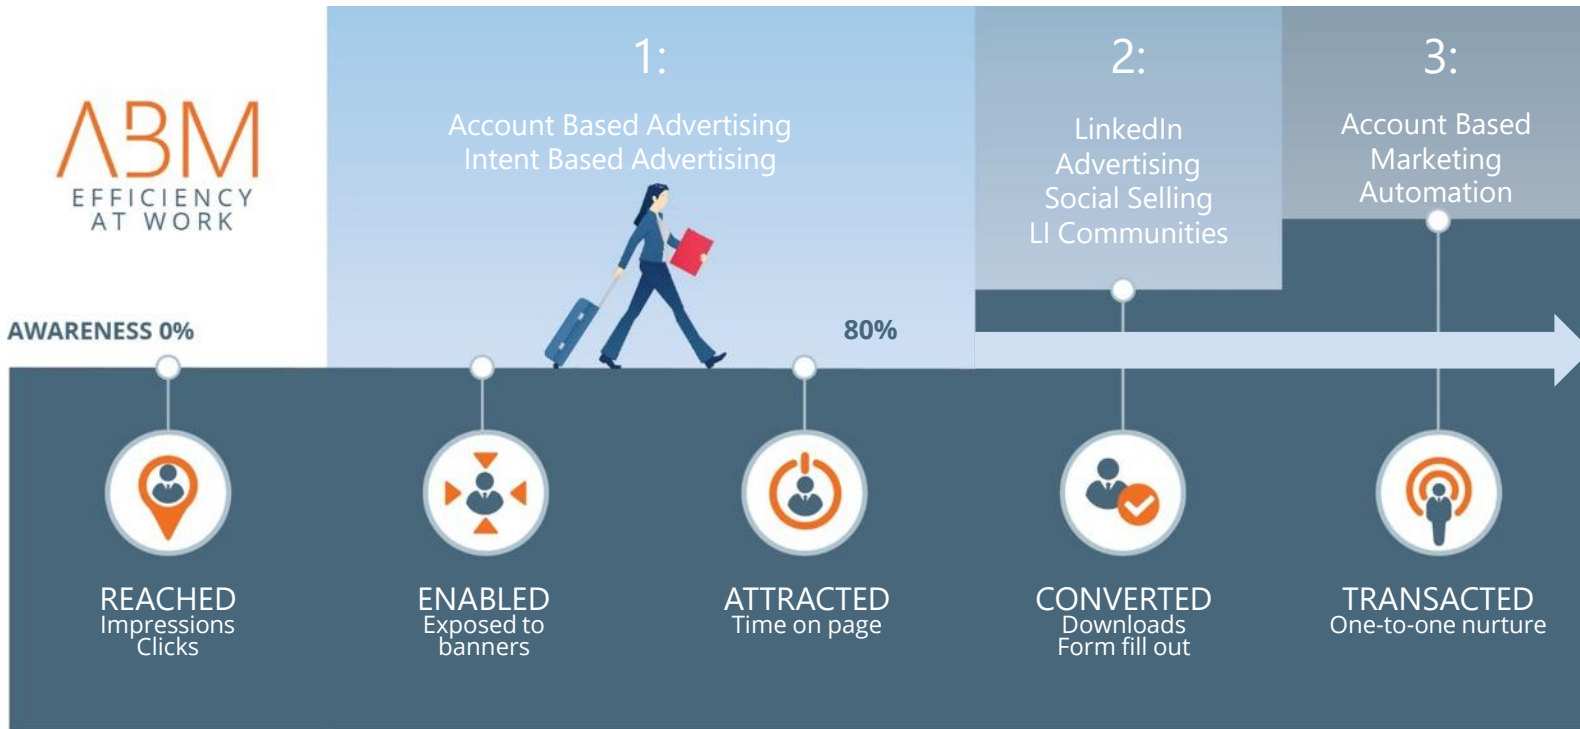 ABM
EFFICIENCY
AT WORK
1:
Account Based Advertising
Intent Based Advertising
2:
LinkedIn
Advertising
Social Selling
LI Communities
3:
Account Based
Marketing
Automation
AWARENESS 0%
80%
REACHED
Impressions
Clicks
ENABLED
Exposed to
banners
ATTRACTED
Time on page
CONVERTED
Downloads
Form fill out
TRANSACTED
One-to-one nurture